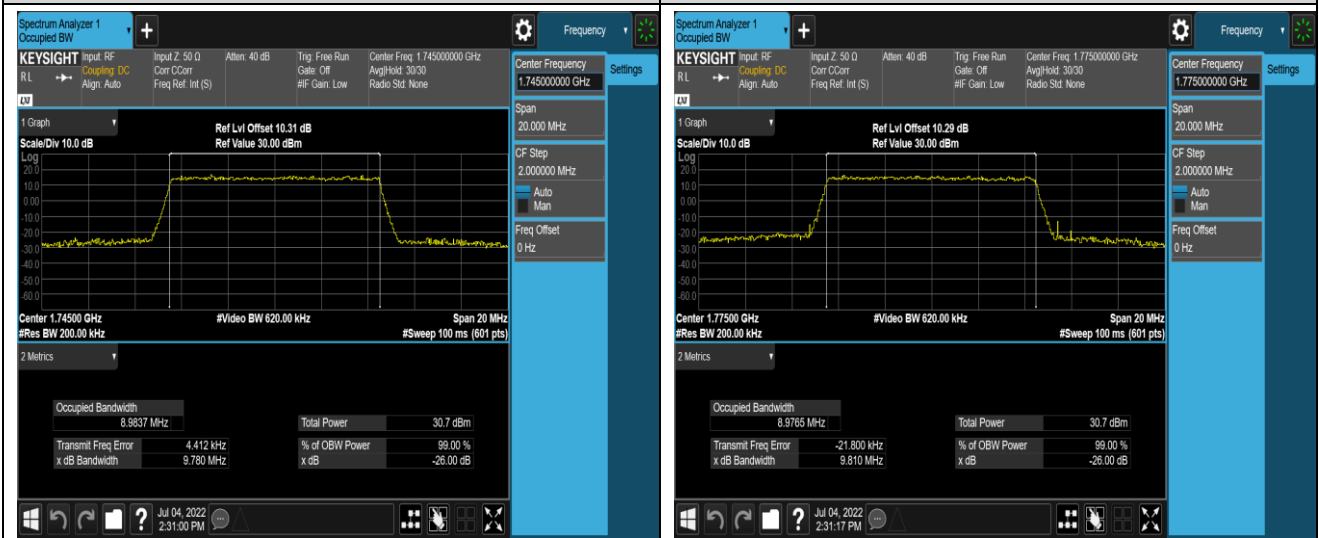 Spectrum Analyzer 1
Occupied BW
Frequency
KEYSIGHT
Input: RF
Coupling: DC
Align: Auto
Input Z: 50 Ω
Corr CCorr
Freq Ref: Int (S)
Atten: 40 dB
Trig: Free Run
Gate: Off
#IF Gain: Low
Center Freq: 1.745000000 GHz
Avg|Hold: 30/30
Radio Std: None
RL
LXI
Center Frequency
1.745000000 GHz
Settings
Span
20.000 MHz
CF Step
2.000000 MHz
Auto
Man
Freq Offset
0 Hz
1 Graph
Ref Lvl Offset 10.31 dB
Scale/Div 10.0 dB
Ref Value 30.00 dBm
Log
20.0
10.0
0.00
-10.0
-20.0
-30.0
-40.0
-50.0
-60.0
Center 1.74500 GHz
#Video BW 620.00 kHz
Span 20 MHz
#Res BW 200.00 kHz
#Sweep 100 ms (601 pts)
2 Metrics
Occupied Bandwidth
8.9837 MHz
Total Power 30.7 dBm
Transmit Freq Error 4.412 kHz
% of OBW Power 99.00 %
x dB Bandwidth 9.780 MHz
x dB -26.00 dB
?
Jul 04, 2022
2:31:00 PM
Spectrum Analyzer 1
Occupied BW
Frequency
KEYSIGHT
Input: RF
Coupling: DC
Align: Auto
Input Z: 50 Ω
Corr CCorr
Freq Ref: Int (S)
Atten: 40 dB
Trig: Free Run
Gate: Off
#IF Gain: Low
Center Freq: 1.775000000 GHz
Avg|Hold: 30/30
Radio Std: None
RL
LXI
Center Frequency
1.775000000 GHz
Settings
Span
20.000 MHz
CF Step
2.000000 MHz
Auto
Man
Freq Offset
0 Hz
1 Graph
Ref Lvl Offset 10.29 dB
Scale/Div 10.0 dB
Ref Value 30.00 dBm
Log
20.0
10.0
0.00
-10.0
-20.0
-30.0
-40.0
-50.0
-60.0
Center 1.77500 GHz
#Video BW 620.00 kHz
Span 20 MHz
#Res BW 200.00 kHz
#Sweep 100 ms (601 pts)
2 Metrics
Occupied Bandwidth
8.9765 MHz
Total Power 30.7 dBm
Transmit Freq Error -21.800 kHz
% of OBW Power 99.00 %
x dB Bandwidth 9.810 MHz
x dB -26.00 dB
?
Jul 04, 2022
2:31:17 PM